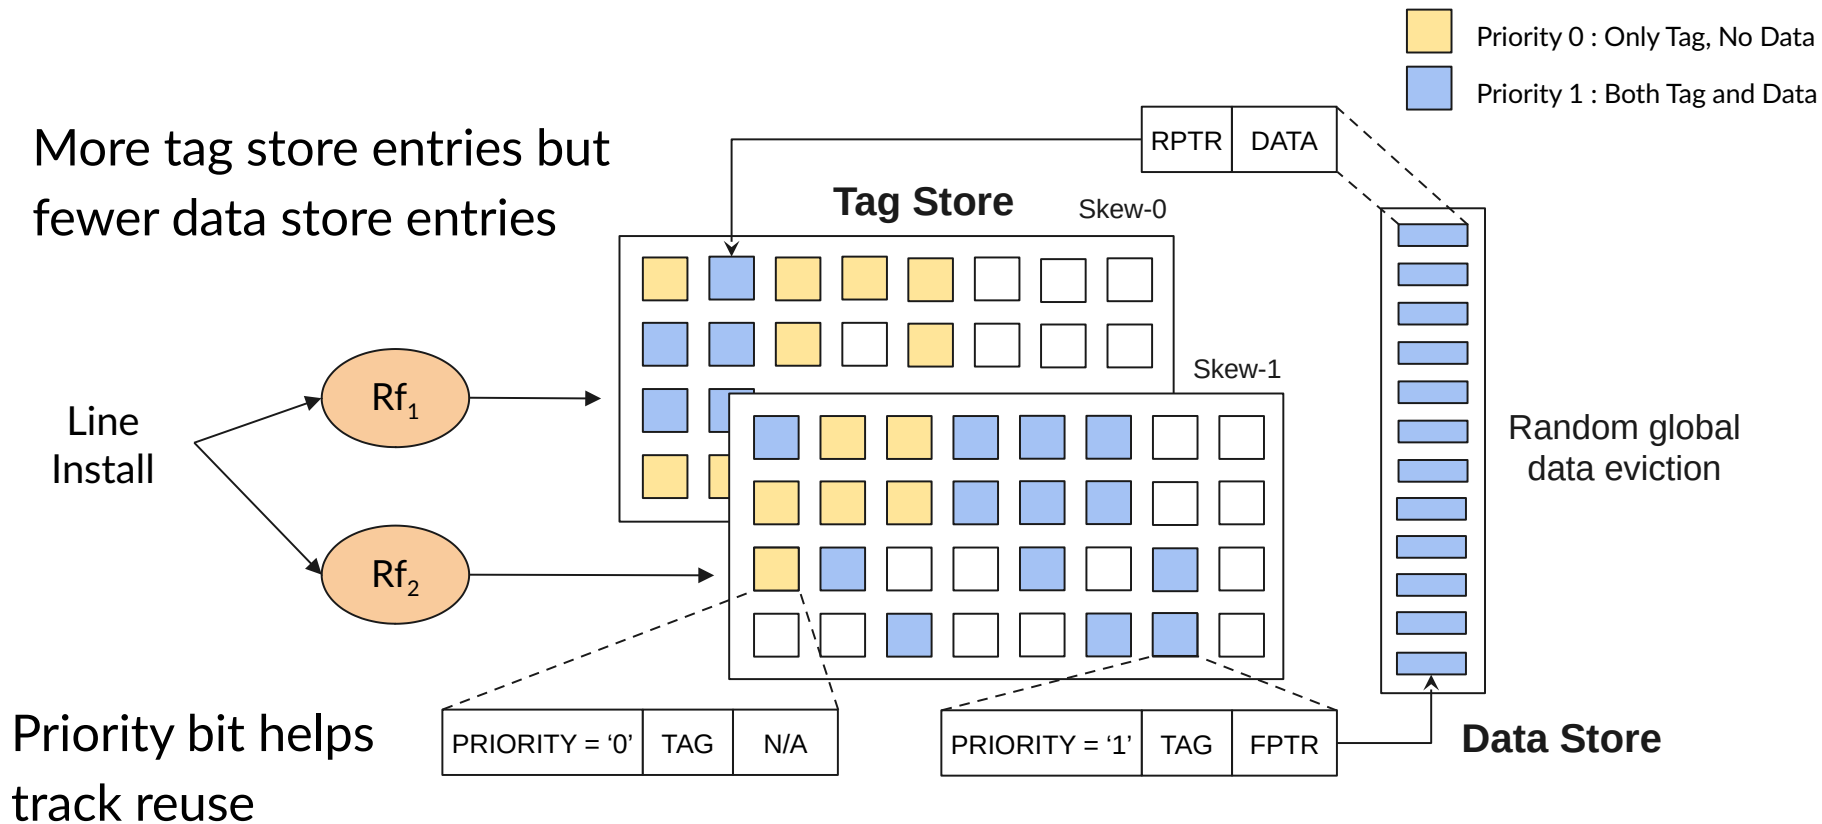 Priority 0 : Only Tag, No Data
Priority 1 : Both Tag and Data
More tag store entries but
fewer data store entries
RPTR
DATA
Tag Store
Skew-0
Skew-1
Rf1
Line
Install
Rf2
Random global
data eviction
Priority bit helps
track reuse
PRIORITY = ‘0’
TAG
N/A
PRIORITY = ‘1’
TAG
FPTR
Data Store